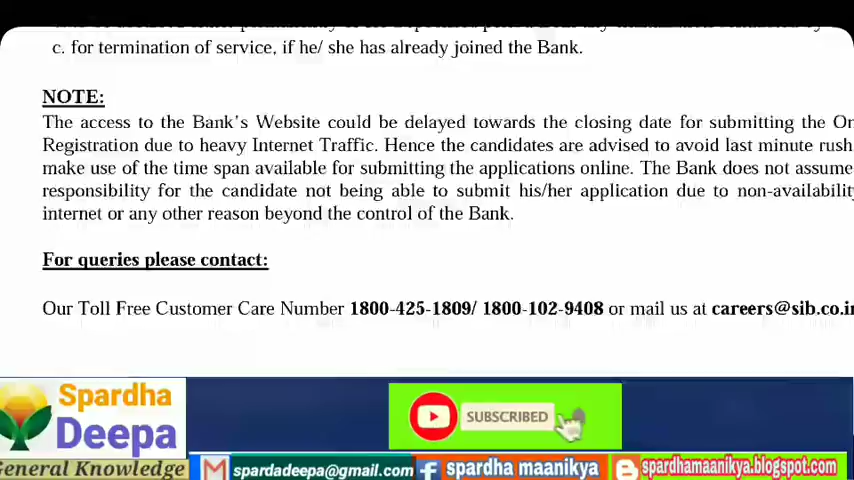 c. for termination of service, if he/ she has already joined the Bank.
NOTE:
The access to the Bank's Website could be delayed towards the closing date for submitting the On
Registration due to heavy Internet Traffic. Hence the candidates are advised to avoid last minute rush
make use of the time span available for submitting the applications online. The Bank does not assume
responsibility for the candidate not being able to submit his/her application due to non-availability
internet or any other reason beyond the control of the Bank.
For queries please contact:
Our Toll Free Customer Care Number 1800-425-1809/ 1800-102-9408 or mail us at careers@sib.co.in
Spardha
Deepa
General Knowledge
SUBSCRIBED
spardadeepa@gmail.com
spardha maanikya
spardhamaanikya.blogspot.com